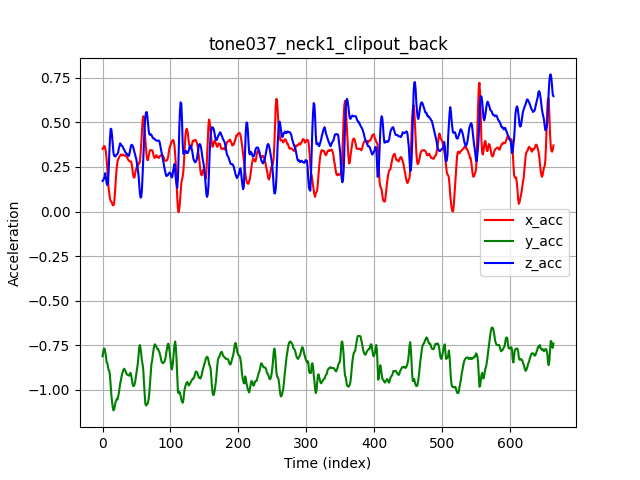 tone037_neck1_clipout_back
Acceleration
0.75
0.50
0.25
0.00
−0.25
−0.50
−0.75
−1.00
x_acc
y_acc
z_acc
0 100 200 300 400 500 600
Time (index)